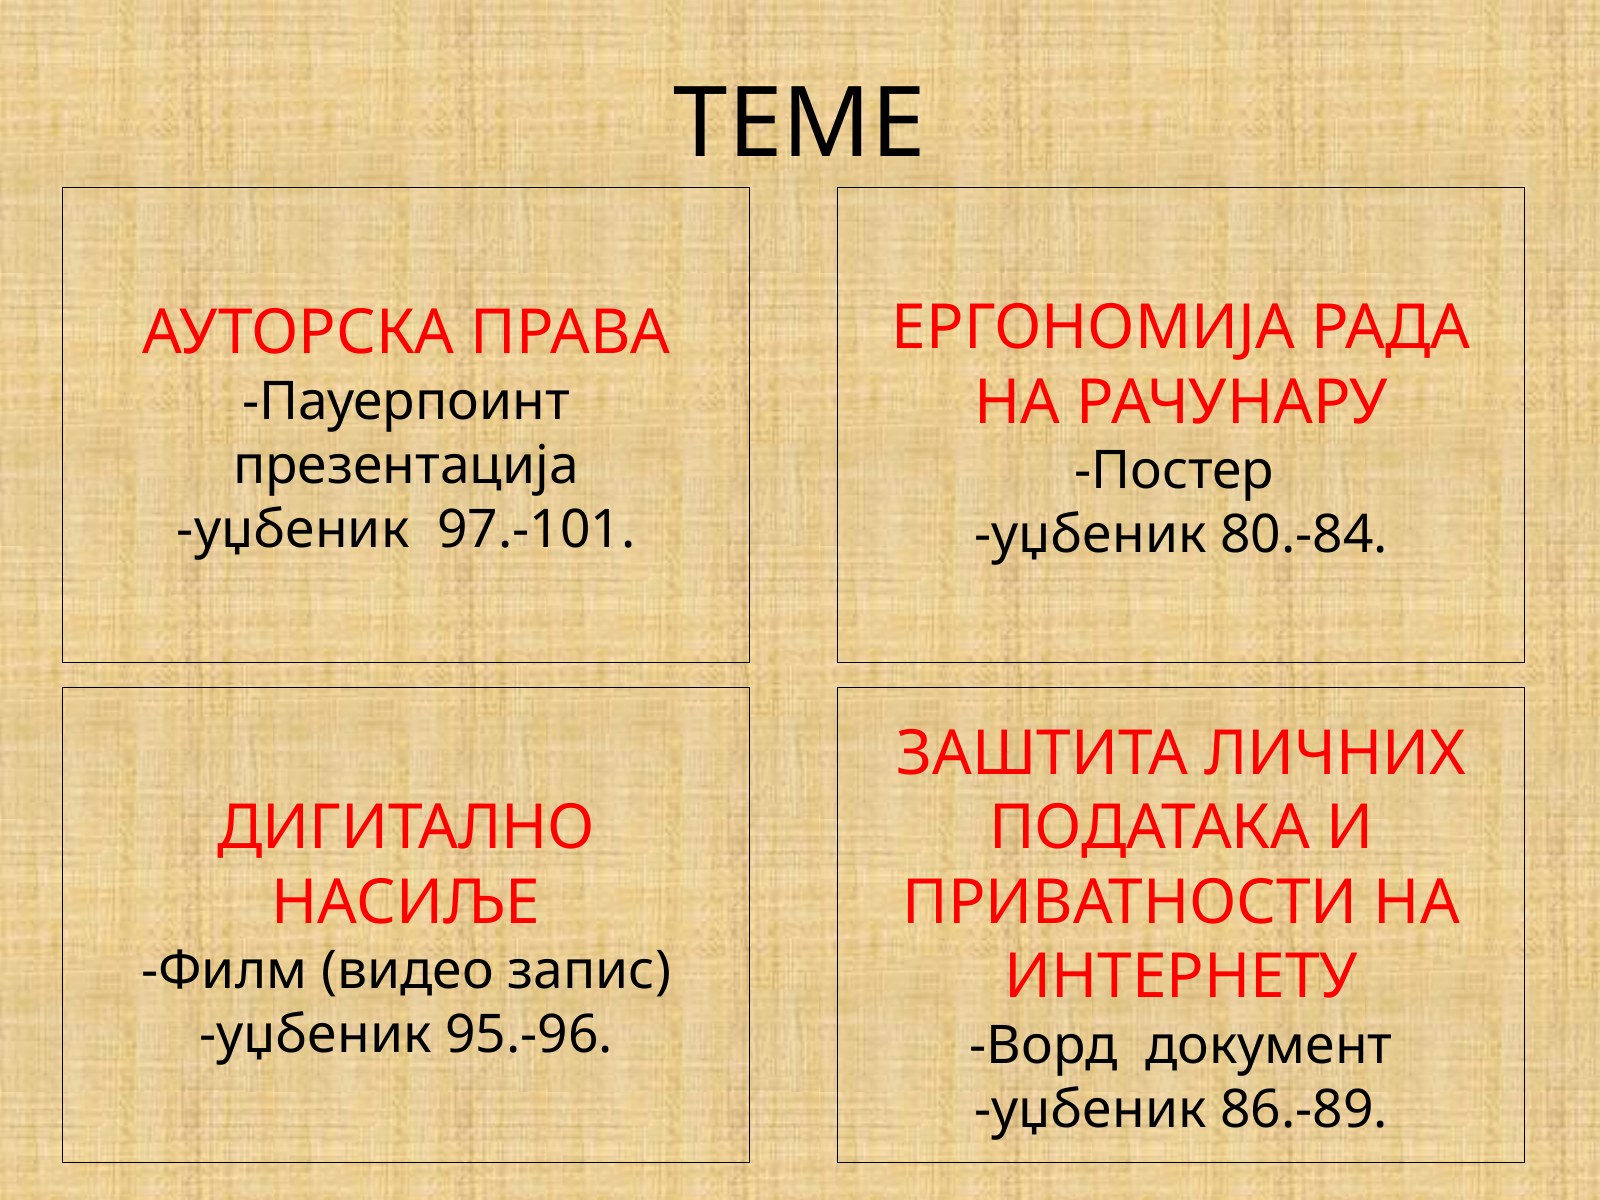 ТЕМЕ
АУТОРСКА ПРАВА
-Пауерпоинт
презентација
-уџбеник  97.-101.
ЕРГОНОМИЈА РАДА
НА РАЧУНАРУ
-Постер
-уџбеник 80.-84.
ДИГИТАЛНО
НАСИЉЕ
-Филм (видео запис)
-уџбеник 95.-96.
ЗАШТИТА ЛИЧНИХ
ПОДАТАКА И
ПРИВАТНОСТИ НА
ИНТЕРНЕТУ
-Ворд  документ
-уџбеник 86.-89.